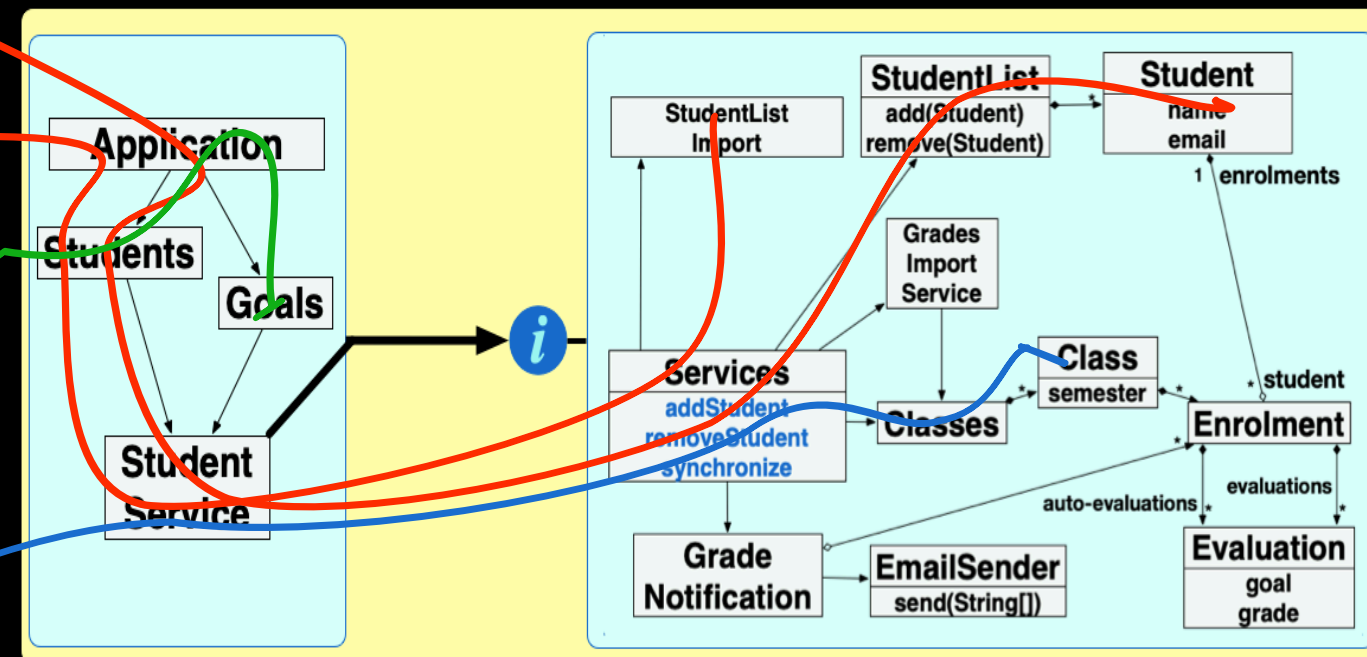 Application
Students
Goals
Student
Service
i
StudentList
Import
StudentList
add(Student)
remove(Student)
*
Student
name
email
1 enrolments
Grades
Import
Service
Services
addStudent
removeStudent
synchronize
Classes
*
Class
semester
*
* student
Enrolment
*
auto-evaluations *
evaluations
*
Grade
Notification
EmailSender
send(String[])
Evaluation
goal
grade